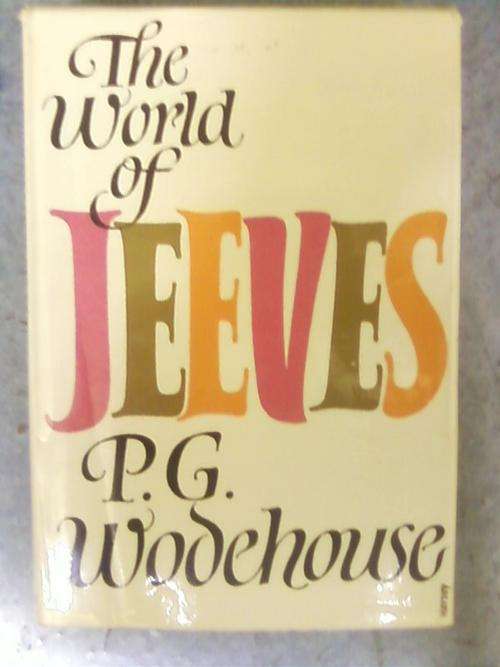 The
World
of
JEEVES
P. G.
Wodehouse